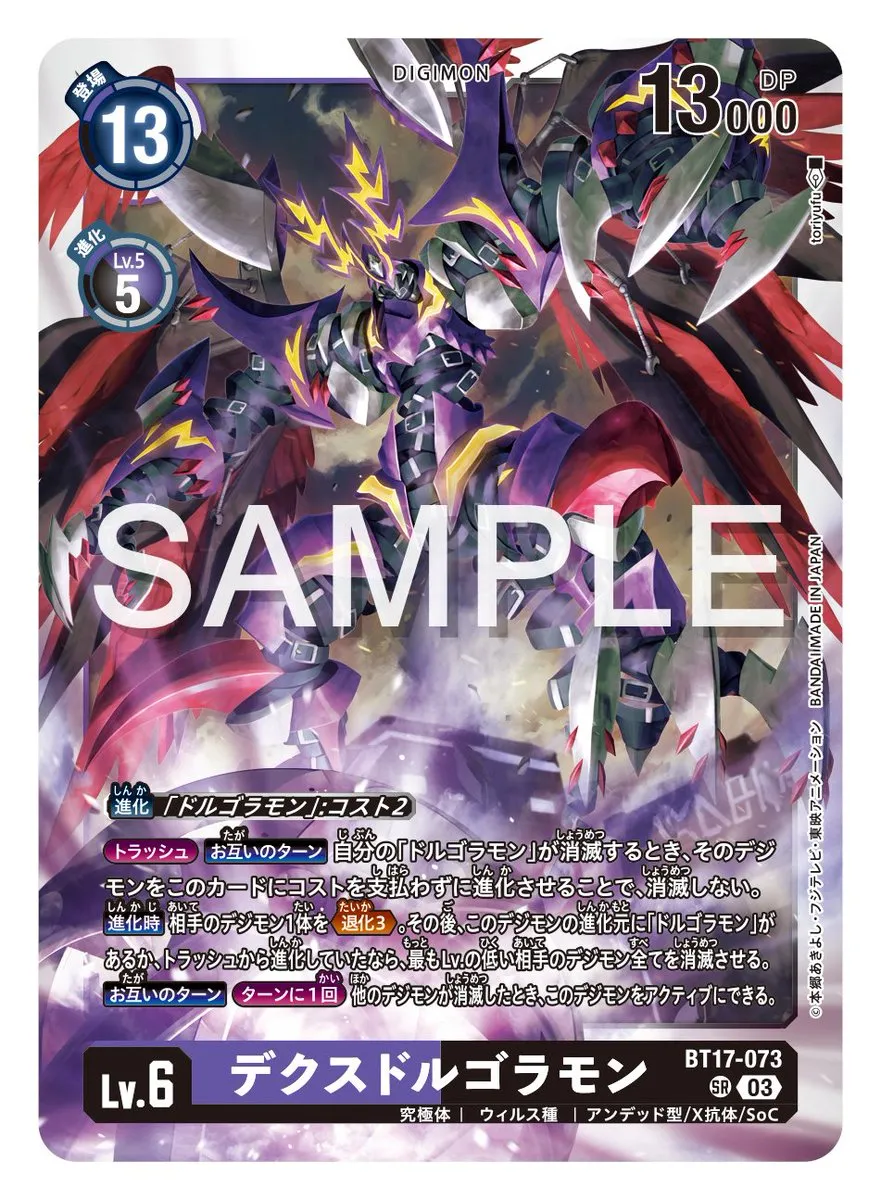 DIGIMON
登場
13
DP
13000
進化
Lv.5
5
toriyufu
SAMPLE
進化 「ドルゴラモン」:コスト2
トラッシュ お互いのターン 自分の「ドルゴラモン」が消滅するとき、そのデジ
モンをこのカードにコストを支払わずに進化させることで、消滅しない。
進化時 相手のデジモン1体を 退化3 。その後、このデジモンの進化元に「ドルゴラモン」が
あるか、トラッシュから進化していたなら、最もLv.の低い相手のデジモン全てを消滅させる。
お互いのターン ターンに1回 他のデジモンが消滅したとき、このデジモンをアクティブにできる。
©本郷あきよし・フジテレビ・東映アニメーション BANDAI MADE IN JAPAN
Lv.6
デクスドルゴラモン
BT17-073
SR 03
究極体 | ウィルス種 | アンデッド型/X抗体/SoC